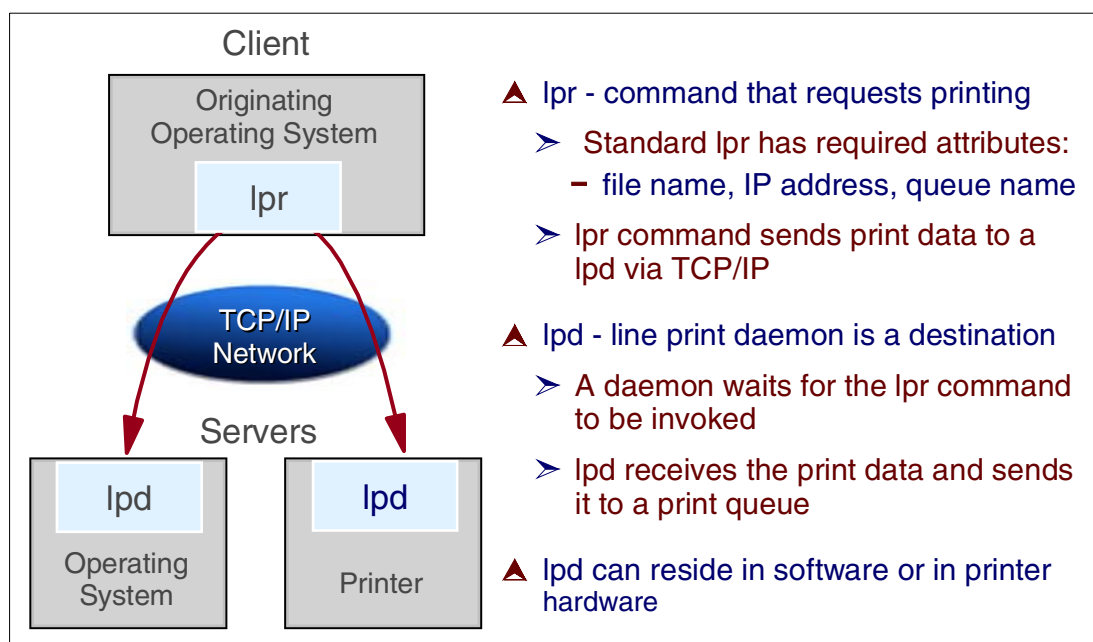 Client
Originating
Operating System
lpr
TCP/IP
Network
Servers
lpd
Operating
System
lpd
Printer
lpr - command that requests printing
Standard lpr has required attributes:
- file name, IP address, queue name
lpr command sends print data to a
lpd via TCP/IP
lpd - line print daemon is a destination
A daemon waits for the lpr command
to be invoked
lpd receives the print data and sends
it to a print queue
lpd can reside in software or in printer
hardware